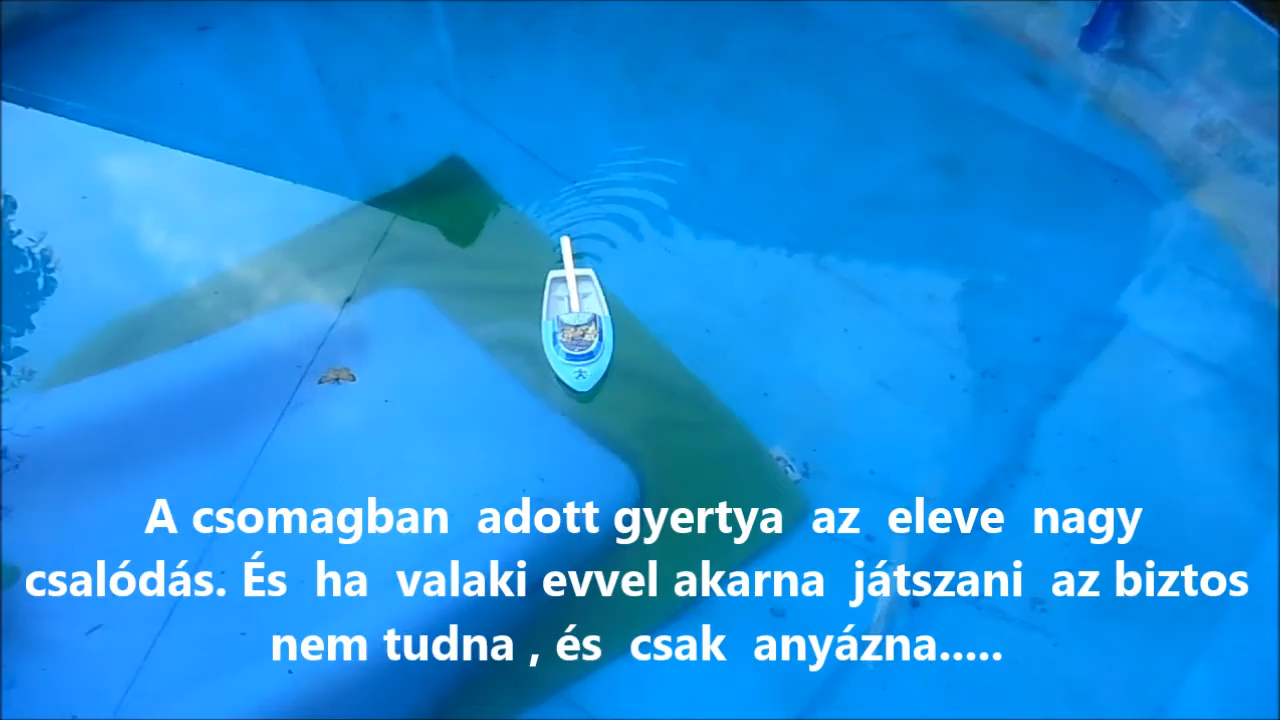 A csomagban adott gyertya az eleve nagy
csalódás. És ha valaki evvel akarna játszani az biztos
nem tudna , és csak anyázna.....